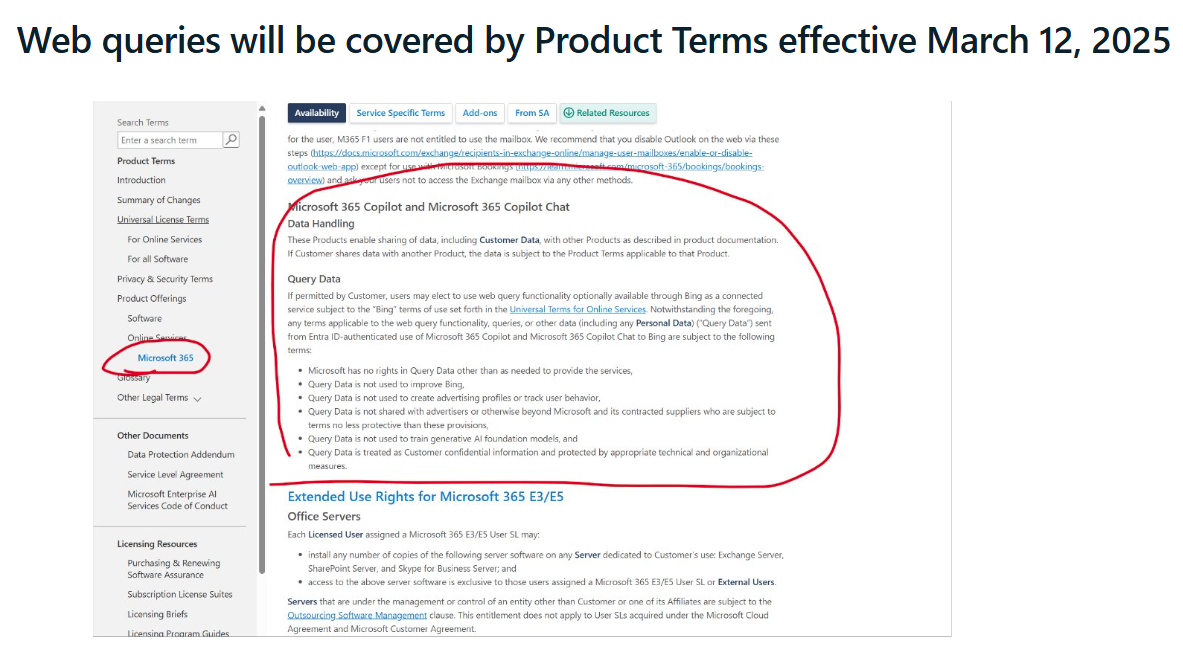 Web queries will be covered by Product Terms effective March 12, 2025
Search Terms
Enter a search term
Product Terms
Introduction
Summary of Changes
Universal License Terms
For Online Services
For all Software
Privacy & Security Terms
Product Offerings
Software
Online Services
Microsoft 365
Glossary
Other Legal Terms
Other Documents
Data Protection Addendum
Service Level Agreement
Microsoft Enterprise AI
Services Code of Conduct
Licensing Resources
Purchasing & Renewing
Software Assurance
Subscription License Suites
Licensing Briefs
Licensing Program Guides
Availability
Service Specific Terms
Add-ons
From SA
Related Resources
for the user, M365 F1 users are not entitled to use the mailbox. We recommend that you disable Outlook on the web via these
steps (https://docs.microsoft.com/exchange/recipients-in-exchange-online/manage-user-mailboxes/enable-or-disable-
outlook-web-app) except for use with Microsoft Bookings (https://learn.microsoft.com/microsoft-365/bookings/bookings-
overview) and ask your users not to access the Exchange mailbox via any other methods.
Microsoft 365 Copilot and Microsoft 365 Copilot Chat
Data Handling
These Products enable sharing of data, including Customer Data, with other Products as described in product documentation.
If Customer shares data with another Product, the data is subject to the Product Terms applicable to that Product.
Query Data
If permitted by Customer, users may elect to use web query functionality optionally available through Bing as a connected
service subject to the "Bing" terms of use set forth in the Universal Terms for Online Services. Notwithstanding the foregoing,
any terms applicable to the web query functionality, queries, or other data (including any Personal Data) ("Query Data") sent
from Entra ID-authenticated use of Microsoft 365 Copilot and Microsoft 365 Copilot Chat to Bing are subject to the following
terms:
• Microsoft has no rights in Query Data other than as needed to provide the services,
• Query Data is not used to improve Bing,
• Query Data is not used to create advertising profiles or track user behavior,
• Query Data is not shared with advertisers or otherwise beyond Microsoft and its contracted suppliers who are subject to
terms no less protective than these provisions,
• Query Data is not used to train generative AI foundation models, and
• Query Data is treated as Customer confidential information and protected by appropriate technical and organizational
measures.
Extended Use Rights for Microsoft 365 E3/E5
Office Servers
Each Licensed User assigned a Microsoft 365 E3/E5 User SL may:
• install any number of copies of the following server software on any Server dedicated to Customer's use: Exchange Server,
SharePoint Server, and Skype for Business Server; and
• access to the above server software is exclusive to those users assigned a Microsoft 365 E3/E5 User SL or External Users.
Servers that are under the management or control of an entity other than Customer or one of its Affiliates are subject to the
Outsourcing Software Management clause. This entitlement does not apply to User SLs acquired under the Microsoft Cloud
Agreement and Microsoft Customer Agreement.